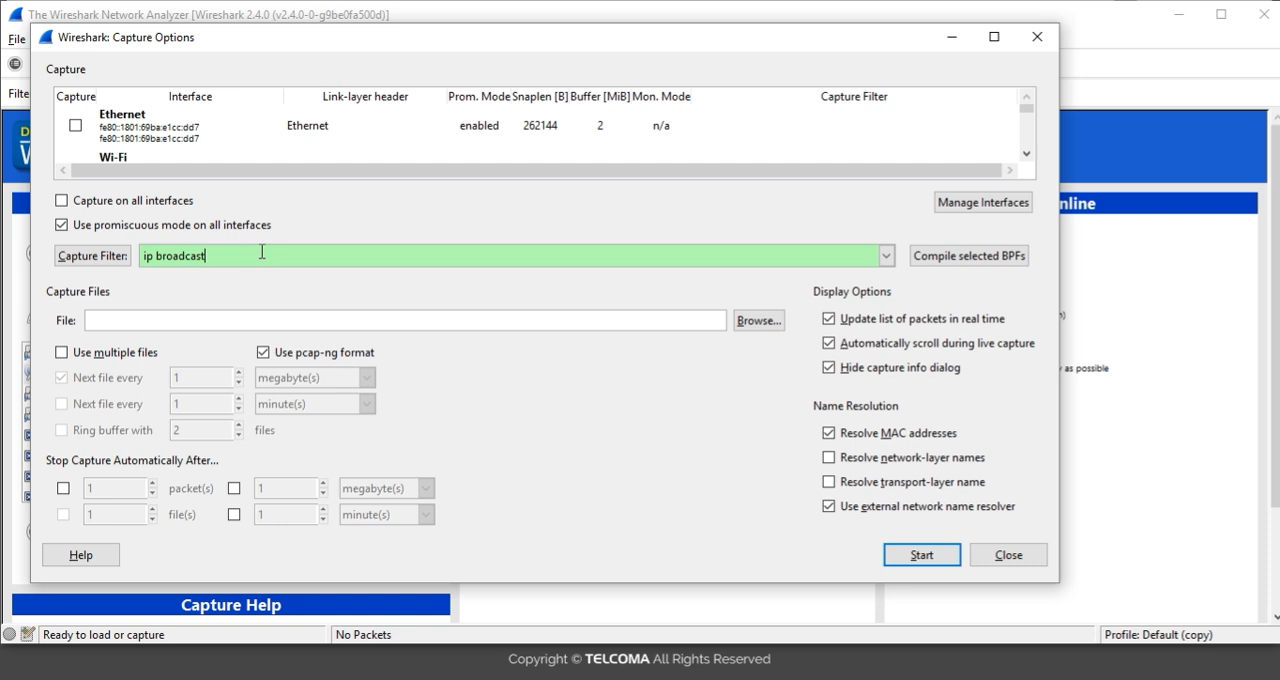 The Wireshark Network Analyzer [Wireshark 2.4.0 (v2.4.0-0-g9be0fa500d)]
File
Wireshark: Capture Options
Filte
Capture
Capture Interface Link-layer header Prom. Mode Snaplen [B] Buffer [MiB] Mon. Mode Capture Filter
Ethernet
fe80::1801:69ba:e1cc:dd7
fe80::1801:69ba:e1cc:dd7
Ethernet enabled 262144 2 n/a
Wi-Fi
Capture on all interfaces
Manage Interfaces
nline
Use promiscuous mode on all interfaces
Capture Filter: ip broadcast Compile selected BPFs
Capture Files
File: Browse...
Use multiple files Use pcap-ng format
Next file every 1 megabyte(s)
Next file every 1 minute(s)
Ring buffer with 2 files
Stop Capture Automatically After...
1 packet(s) 1 megabyte(s)
1 file(s) 1 minute(s)
Display Options
Update list of packets in real time
Automatically scroll during live capture
Hide capture info dialog
as possible
Name Resolution
Resolve MAC addresses
Resolve network-layer names
Resolve transport-layer name
Use external network name resolver
Help Start Close
Capture Help
Ready to load or capture No Packets Profile: Default (copy)
Copyright © TELCOMA All Rights Reserved